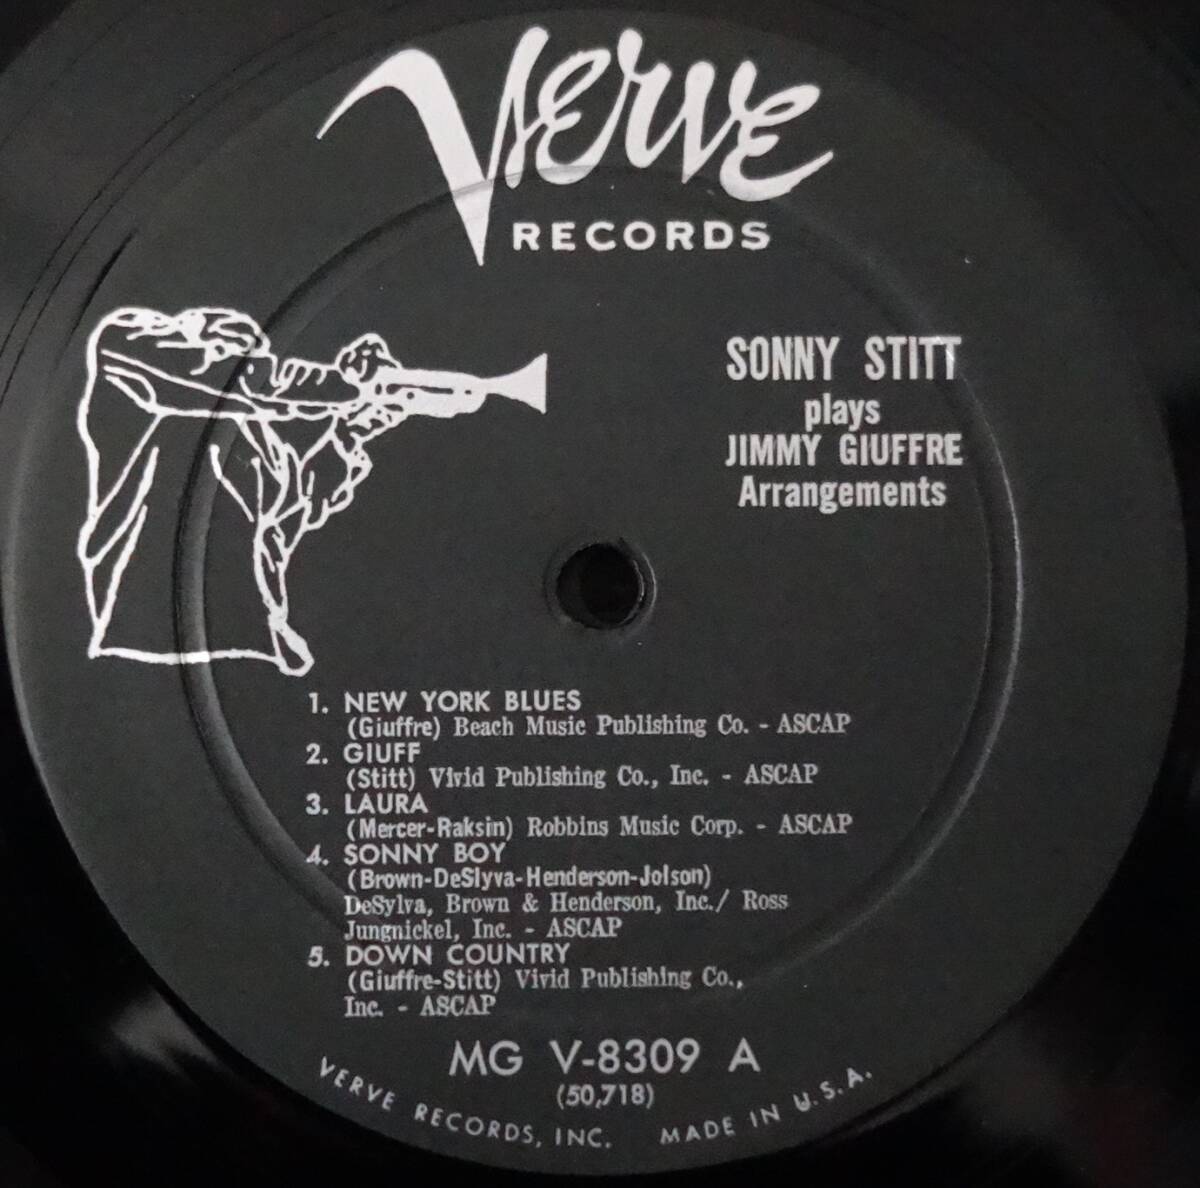 Verve
RECORDS
SONNY STITT
plays
JIMMY GIUFFRE
Arrangements
1. NEW YORK BLUES
(Giuffre) Beach Music Publishing Co. - ASCAP
2. GIUFF
(Stitt) Vivid Publishing Co., Inc. - ASCAP
3. LAURA
(Mercer-Raksin) Robbins Music Corp. - ASCAP
4. SONNY BOY
(Brown-DeSlyva-Henderson-Jolson)
DeSylva, Brown & Henderson, Inc./ Ross
Jungnickel, Inc. - ASCAP
5. DOWN COUNTRY
(Giuffre-Stitt) Vivid Publishing Co.,
Inc. - ASCAP
MG V-8309 A
(50,718)
VERVE RECORDS, INC. MADE IN U.S.A.